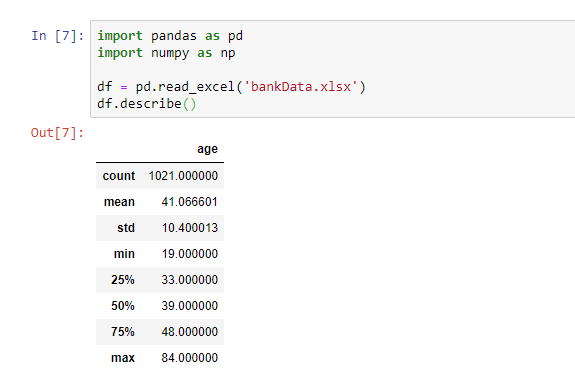 In [7]: import pandas as pd
import numpy as np
df = pd.read_excel('bankData.xlsx')
df.describe()
Out[7]:
age
count 1021.000000
mean 41.066601
std 10.400013
min 19.000000
25% 33.000000
50% 39.000000
75% 48.000000
max 84.000000